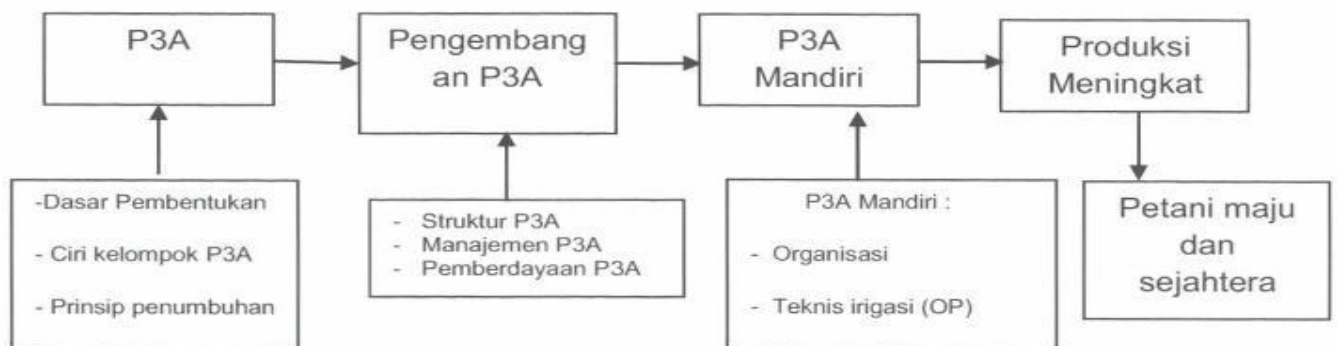 P3A
Pengembang
an P3A
P3A
Mandiri
Produksi
Meningkat
-Dasar Pembentukan
- Ciri kelompok P3A
- Prinsip penumbuhan
- Struktur P3A
- Manajemen P3A
- Pemberdayaan P3A
P3A Mandiri :
- Organisasi
- Teknis irigasi (OP)
Petani maju
dan
sejahtera